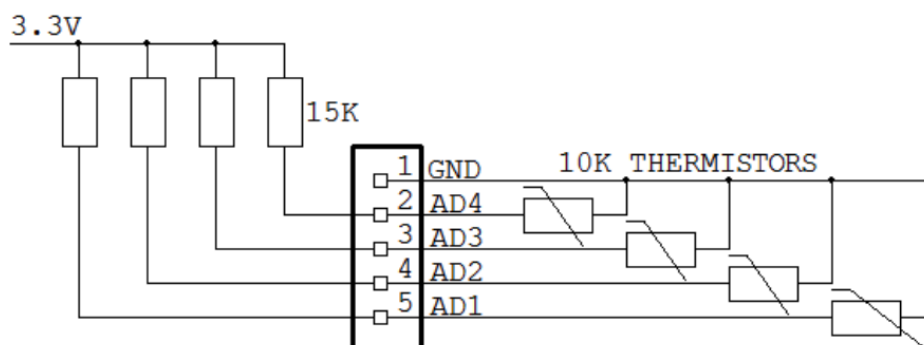 3.3V
15K
1 GND
10K THERMISTORS
2 AD4
3 AD3
4 AD2
5 AD1